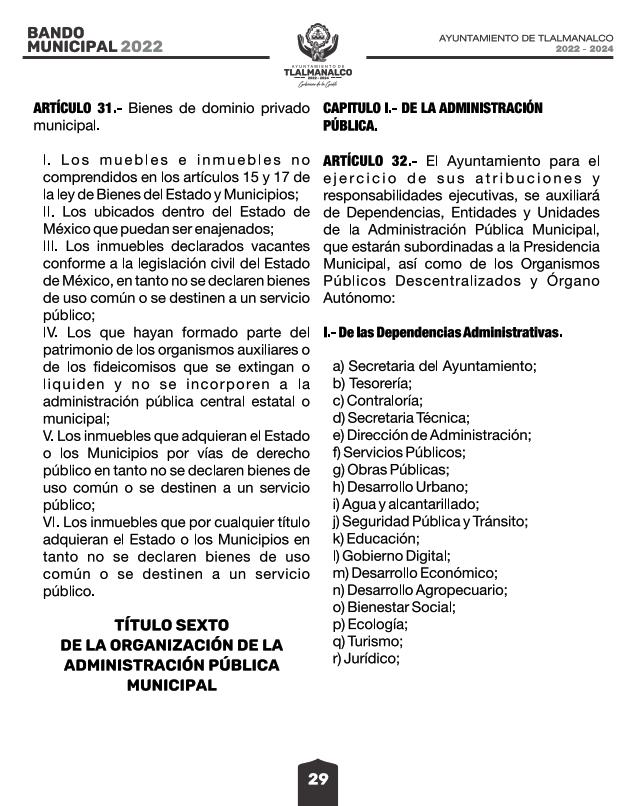 BANDO
MUNICIPAL 2022
AYUNTAMIENTO DE
TLALMANALCO
2022 - 2024
Gobierno de la Gente
AYUNTAMIENTO DE TLALMANALCO
2022 - 2024
ARTÍCULO 31.- Bienes de dominio privado
municipal.
I. Los muebles e inmuebles no
comprendidos en los artículos 15 y 17 de
la ley de Bienes del Estado y Municipios;
II. Los ubicados dentro del Estado de
México que puedan ser enajenados;
III. Los inmuebles declarados vacantes
conforme a la legislación civil del Estado
de México, en tanto no se declaren bienes
de uso común o se destinen a un servicio
público;
IV. Los que hayan formado parte del
patrimonio de los organismos auxiliares o
de los fideicomisos que se extingan o
liquiden y no se incorporen a la
administración pública central estatal o
municipal;
V. Los inmuebles que adquieran el Estado
o los Municipios por vías de derecho
público en tanto no se declaren bienes de
uso común o se destinen a un servicio
público;
VI. Los inmuebles que por cualquier título
adquieran el Estado o los Municipios en
tanto no se declaren bienes de uso
común o se destinen a un servicio
público.
TÍTULO SEXTO
DE LA ORGANIZACIÓN DE LA
ADMINISTRACIÓN PÚBLICA
MUNICIPAL
CAPITULO I.- DE LA ADMINISTRACIÓN
PÚBLICA.
ARTÍCULO 32.- El Ayuntamiento para el
ejercicio de sus atribuciones y
responsabilidades ejecutivas, se auxiliará
de Dependencias, Entidades y Unidades
de la Administración Pública Municipal,
que estarán subordinadas a la Presidencia
Municipal, así como de los Organismos
Públicos Descentralizados y Órgano
Autónomo:
I.- De las Dependencias Administrativas.
a) Secretaria del Ayuntamiento;
b) Tesorería;
c) Contraloría;
d) Secretaria Técnica;
e) Dirección de Administración;
f) Servicios Públicos;
g) Obras Públicas;
h) Desarrollo Urbano;
i) Agua y alcantarillado;
j) Seguridad Pública y Tránsito;
k) Educación;
l) Gobierno Digital;
m) Desarrollo Económico;
n) Desarrollo Agropecuario;
o) Bienestar Social;
p) Ecología;
q) Turismo;
r) Jurídico;
29